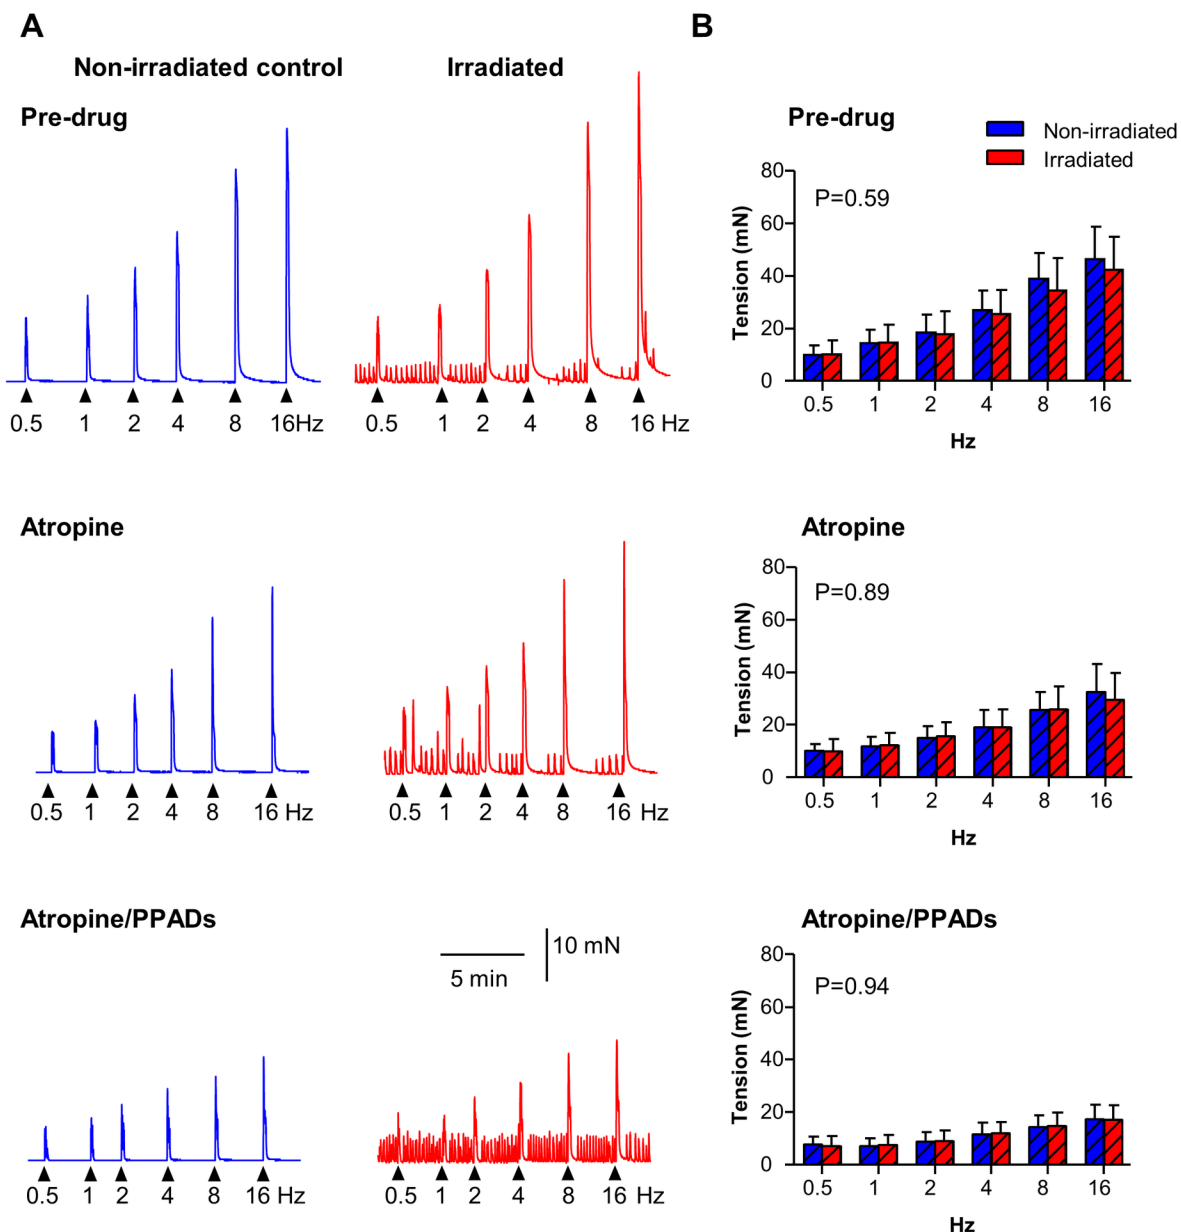 A
B
Non-irradiated control
Irradiated
Pre-drug
0.5 1 2 4 8 16Hz
0.5 1 2 4 8 16 Hz
Pre-drug
Non-irradiated
Irradiated
P=0.59
Tension (mN)
80
60
40
20
0
0.5 1 2 4 8 16
Hz
Atropine
0.5 1 2 4 8 16 Hz
0.5 1 2 4 8 16 Hz
Atropine
P=0.89
Tension (mN)
80
60
40
20
0
0.5 1 2 4 8 16
Hz
Atropine/PPADs
5 min
10 mN
0.5 1 2 4 8 16 Hz
0.5 1 2 4 8 16 Hz
Atropine/PPADs
P=0.94
Tension (mN)
80
60
40
20
0
0.5 1 2 4 8 16
Hz